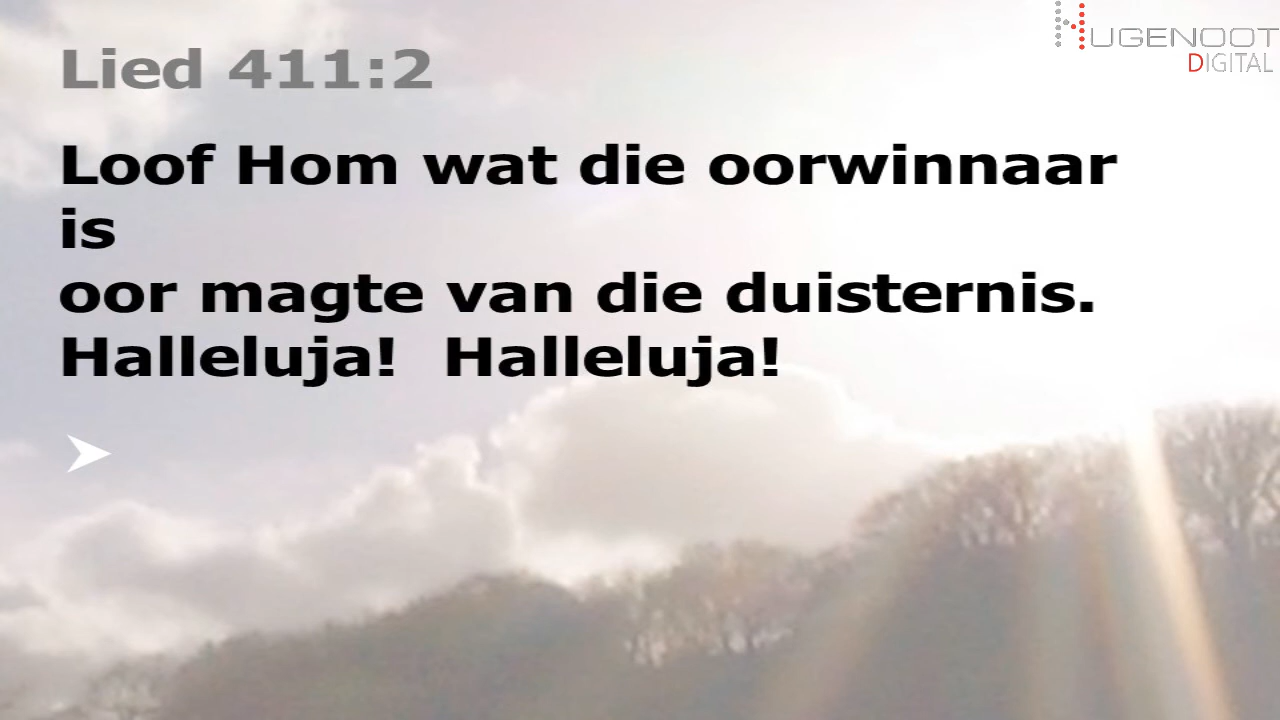 HUGENOOT
DIGITAL
Lied 411:2
Loof Hom wat die oorwinnaar
is
oor magte van die duisternis.
Halleluja!  Halleluja!